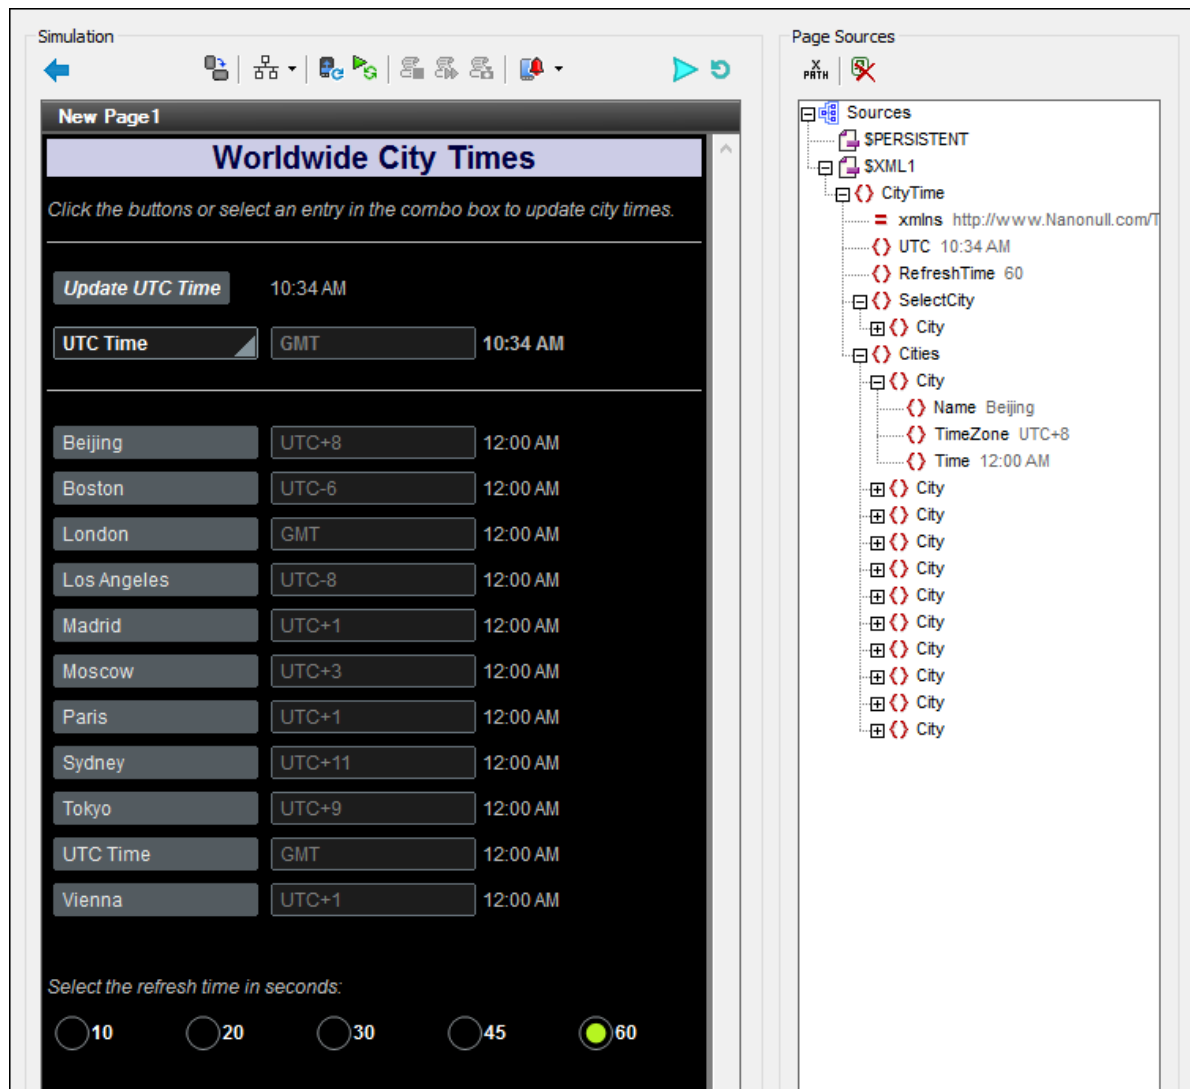 Simulation
New Page1
Worldwide City Times
Click the buttons or select an entry in the combo box to update city times.
Update UTC Time 10:34 AM
UTC Time GMT 10:34 AM
Beijing UTC+8 12:00 AM
Boston UTC-6 12:00 AM
London GMT 12:00 AM
Los Angeles UTC-8 12:00 AM
Madrid UTC+1 12:00 AM
Moscow UTC+3 12:00 AM
Paris UTC+1 12:00 AM
Sydney UTC+11 12:00 AM
Tokyo UTC+9 12:00 AM
UTC Time GMT 12:00 AM
Vienna UTC+1 12:00 AM
Select the refresh time in seconds:
10 20 30 45 60
Page Sources
X
PATH
Sources
$PERSISTENT
$XML1
{} CityTime
= xmlns http://www.Nanonull.com/T
{} UTC 10:34 AM
{} RefreshTime 60
{} SelectCity
{} City
{} Cities
{} City
{} Name Beijing
{} TimeZone UTC+8
{} Time 12:00 AM
{} City
{} City
{} City
{} City
{} City
{} City
{} City
{} City
{} City
{} City